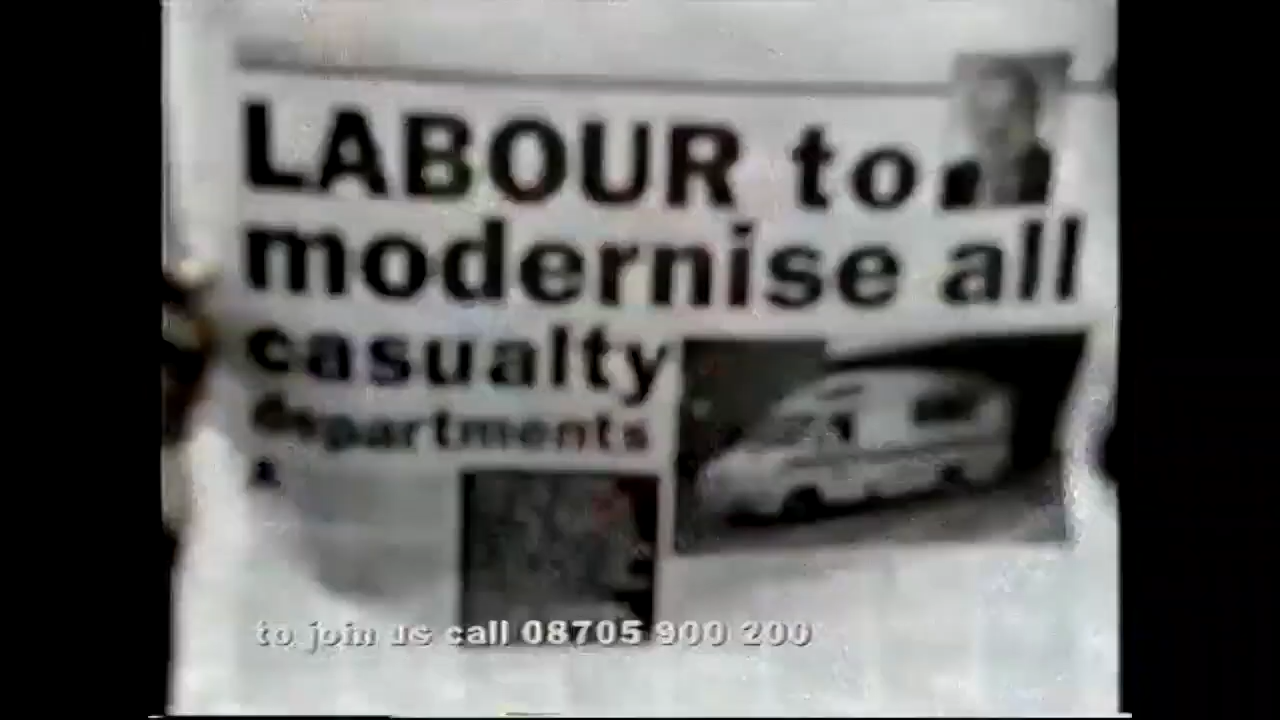 LABOUR to
modernise all
casualty
departments
to join us call 08705 900 200